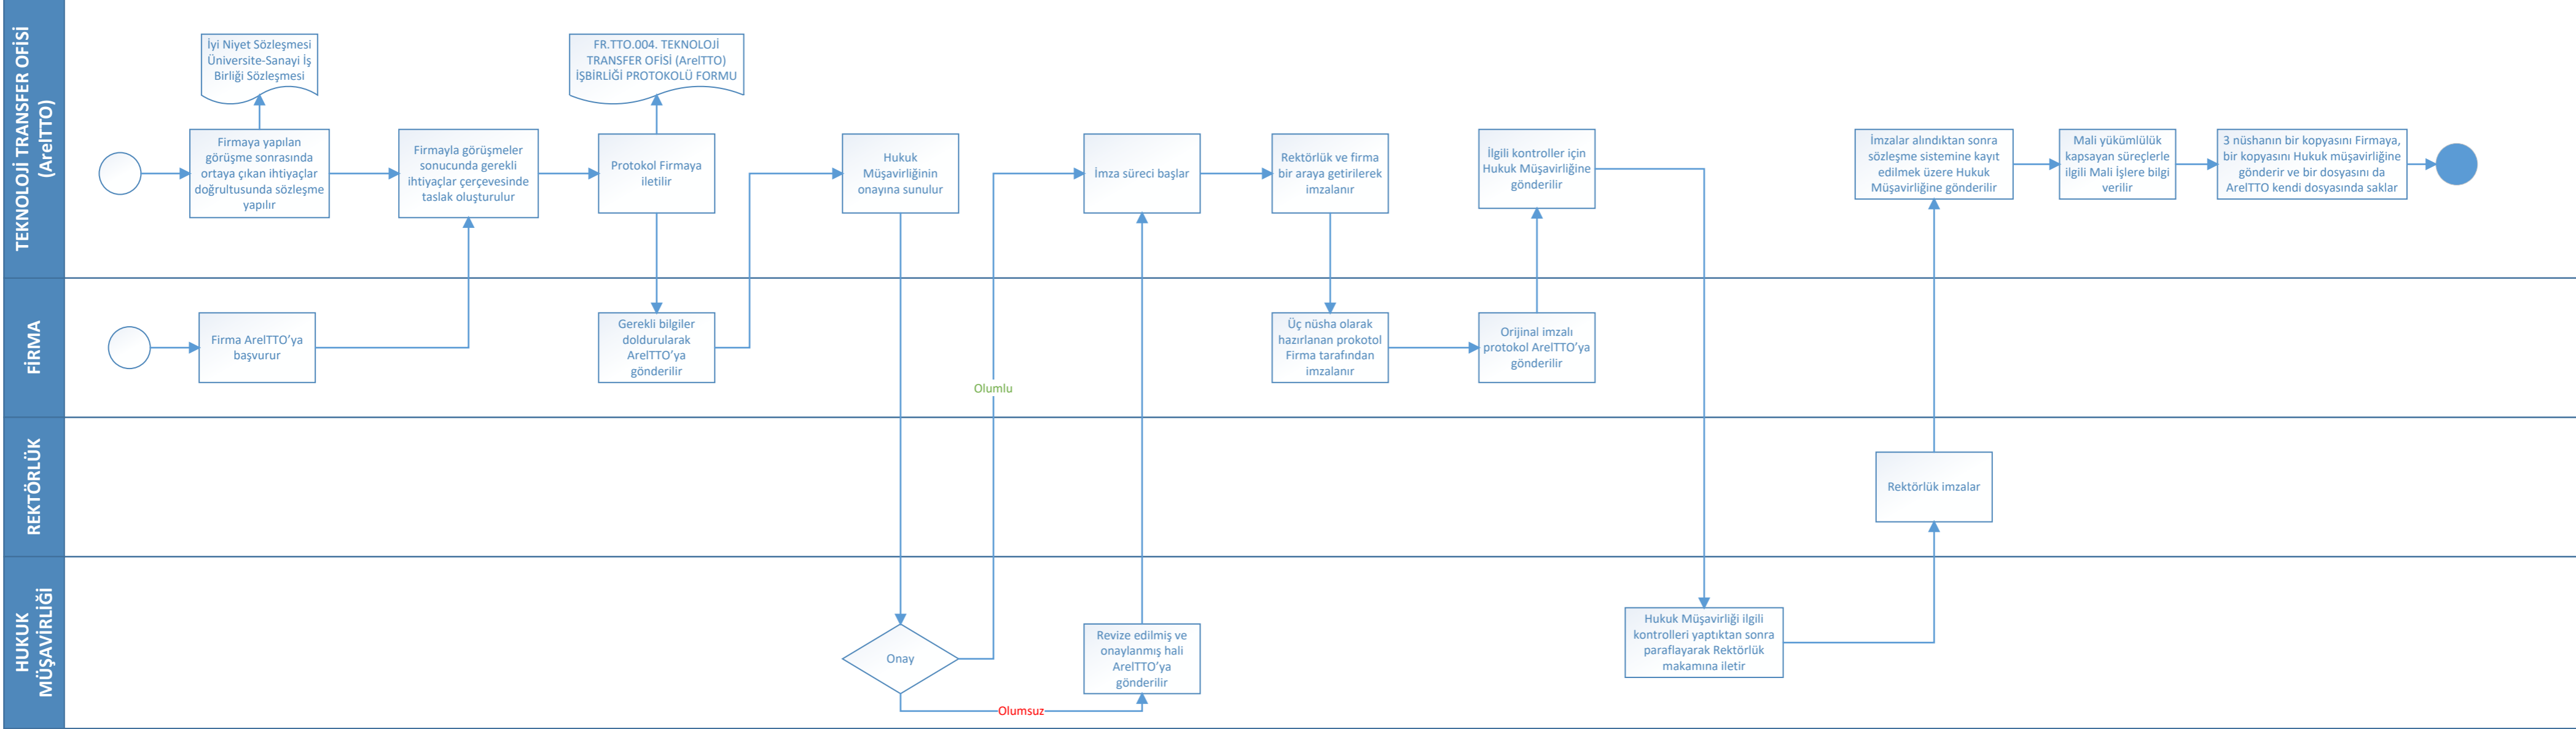 TEKNOLOJİ TRANSFER OFİSİ
(ArelTTO)
İyi Niyet Sözleşmesi
Üniversite-Sanayi İş
Birliği Sözleşmesi
FR.TTO.004. TEKNOLOJİ
TRANSFER OFİSİ (ArelTTO)
İŞBİRLİĞİ PROTOKOLÜ FORMU
Firmaya yapılan
görüşme sonrasında
ortaya çıkan ihtiyaçlar
doğrultusunda sözleşme
yapılır
Firmayla görüşmeler
sonucunda gerekli
ihtiyaçlar çerçevesinde
taslak oluşturulur
Protokol Firmaya
iletilir
Hukuk
Müşavirliğinin
onayına sunulur
İmza süreci başlar
Rektörlük ve firma
bir araya getirilerek
imzalanır
İlgili kontroller için
Hukuk Müşavirliğine
gönderilir
İmzalar alındıktan sonra
sözleşme sistemine kayıt
edilmek üzere Hukuk
Müşavirliğine gönderilir
Mali yükümlülük
kapsayan süreçlerle
ilgili Mali İşlere bilgi
verilir
3 nüshanın bir kopyasını Firmaya,
bir kopyasını Hukuk müşavirliğine
gönderir ve bir dosyasını da
ArelTTO kendi dosyasında saklar
FİRMA
Firma ArelTTO’ya
başvurur
Gerekli bilgiler
doldurularak
ArelTTO’ya
gönderilir
Olumlu
Üç nüsha olarak
hazırlanan prokotol
Firma tarafından
imzalanır
Orijinal imzalı
protokol ArelTTO’ya
gönderilir
REKTÖRLÜK
Rektörlük imzalar
HUKUK
MÜŞAVİRLİĞİ
Onay
Olumsuz
Revize edilmiş ve
onaylanmış hali
ArelTTO’ya
gönderilir
Hukuk Müşavirliği ilgili
kontrolleri yaptıktan sonra
paraflayarak Rektörlük
makamına iletir